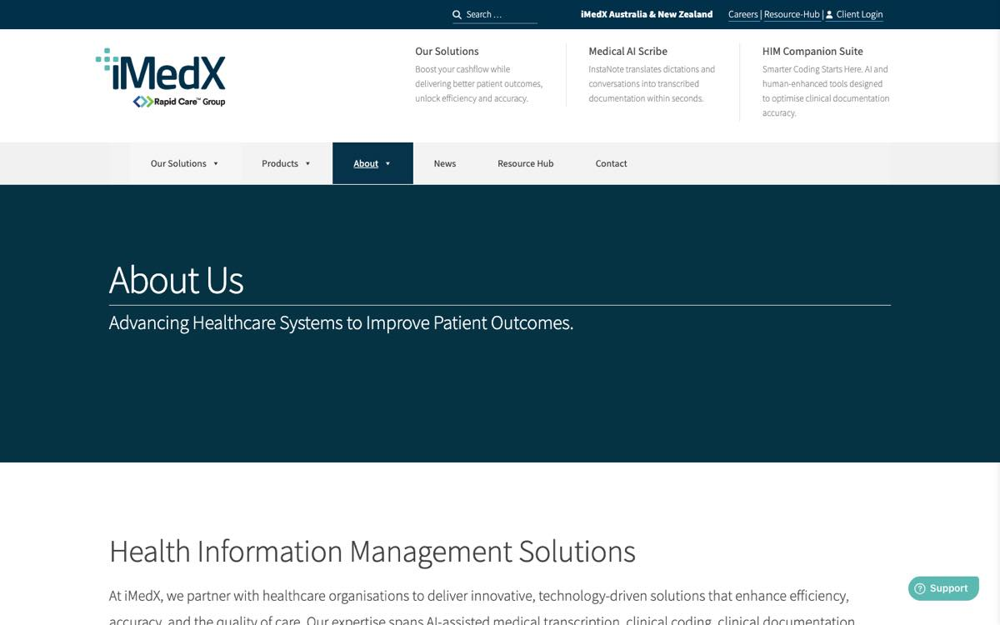 Search …
iMedX Australia & New Zealand
Careers | Resource-Hub | Client Login
iMedX
Rapid Care™ Group
Our Solutions
Boost your cashflow while
delivering better patient outcomes,
unlock efficiency and accuracy.
Medical AI Scribe
InstaNote translates dictations and
conversations into transcribed
documentation within seconds.
HIM Companion Suite
Smarter Coding Starts Here. AI and
human-enhanced tools designed
to optimise clinical documentation
accuracy.
Our Solutions
Products
About
News
Resource Hub
Contact
About Us
Advancing Healthcare Systems to Improve Patient Outcomes.
Health Information Management Solutions
At iMedX, we partner with healthcare organisations to deliver innovative, technology-driven solutions that enhance efficiency,
accuracy, and the quality of care. Our expertise spans AI-assisted medical transcription, clinical coding, clinical documentation
Support